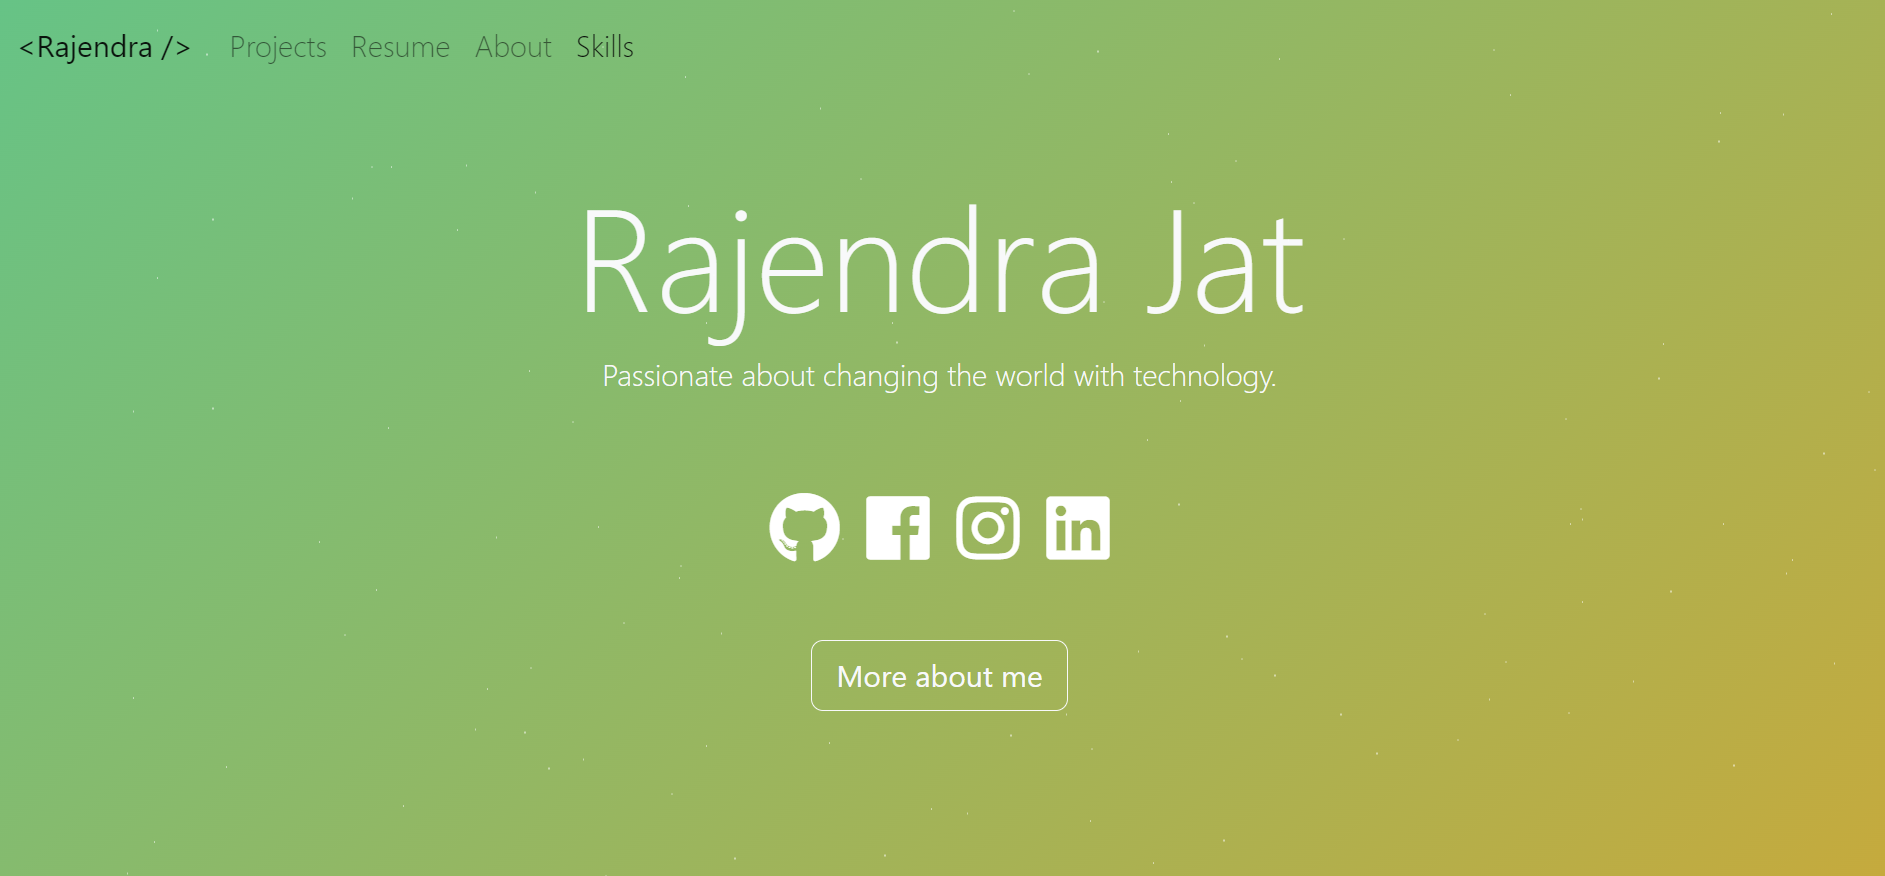 <Rajendra /> Projects Resume About Skills
Rajendra Jat
Passionate about changing the world with technology.
More about me